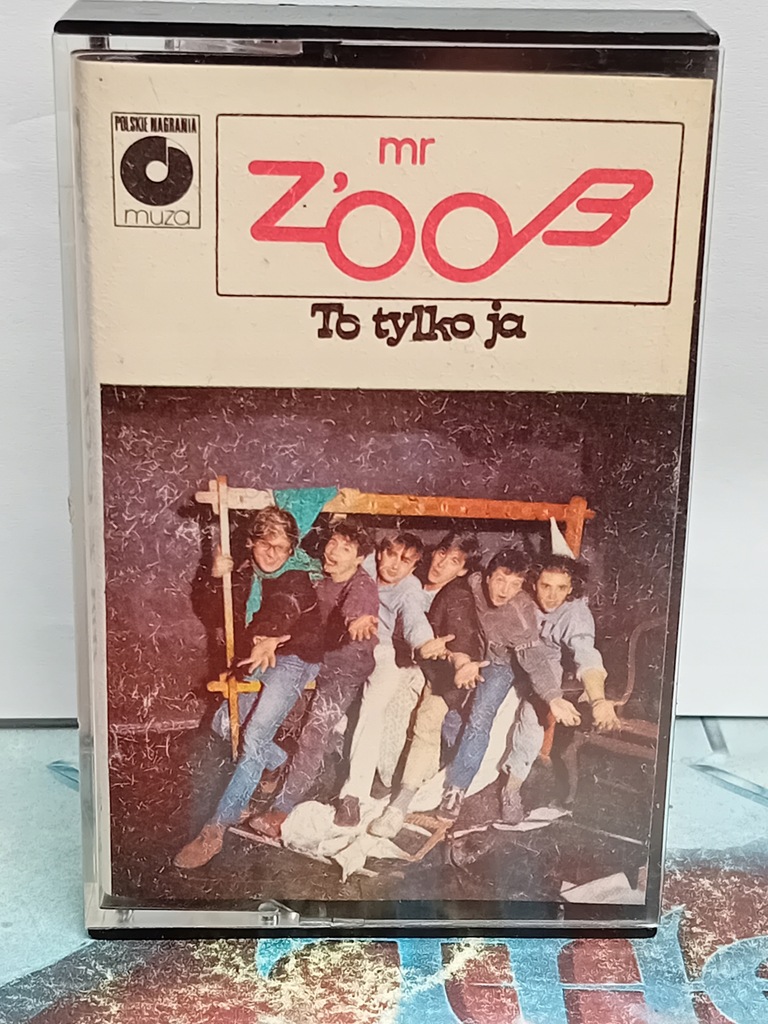 POLSKIE NAGRANIA
muza
mr
Z'OOB
To tylko ja